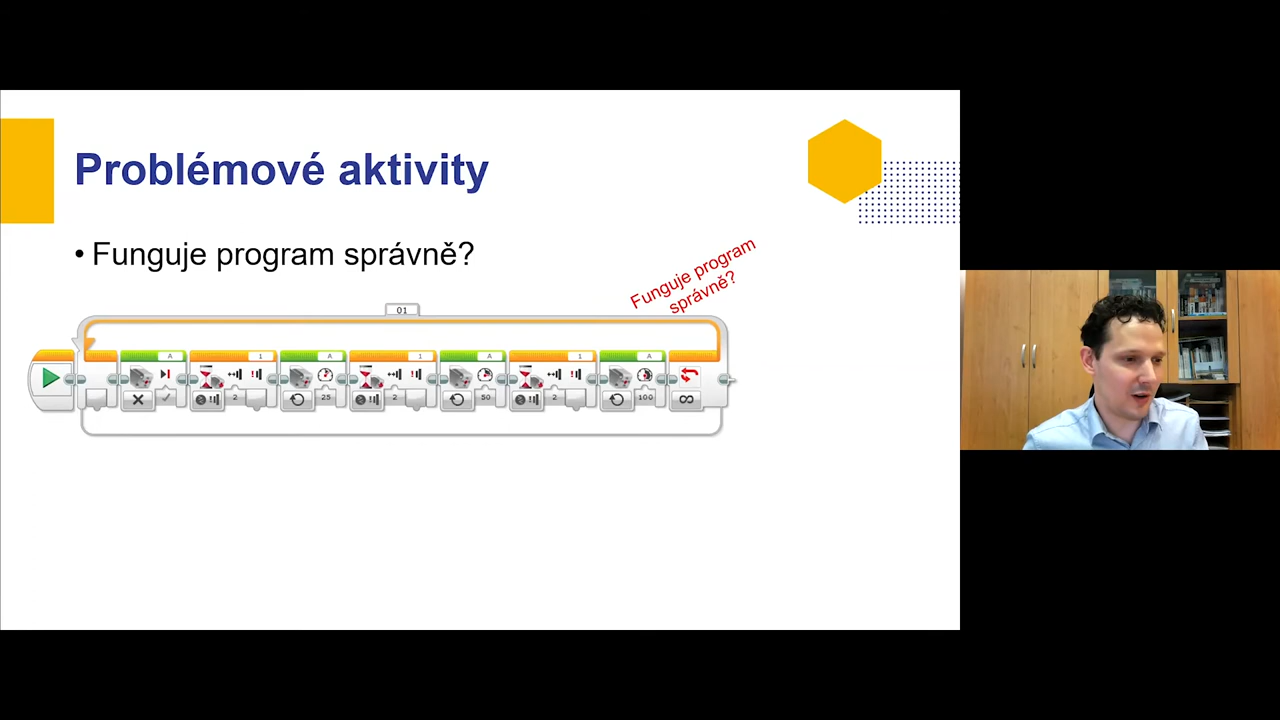 Problémové aktivity
• Funguje program správně?
Funguje program
správně?
01
A 1 A 1 A 1 A
2 25 2 50 2 100